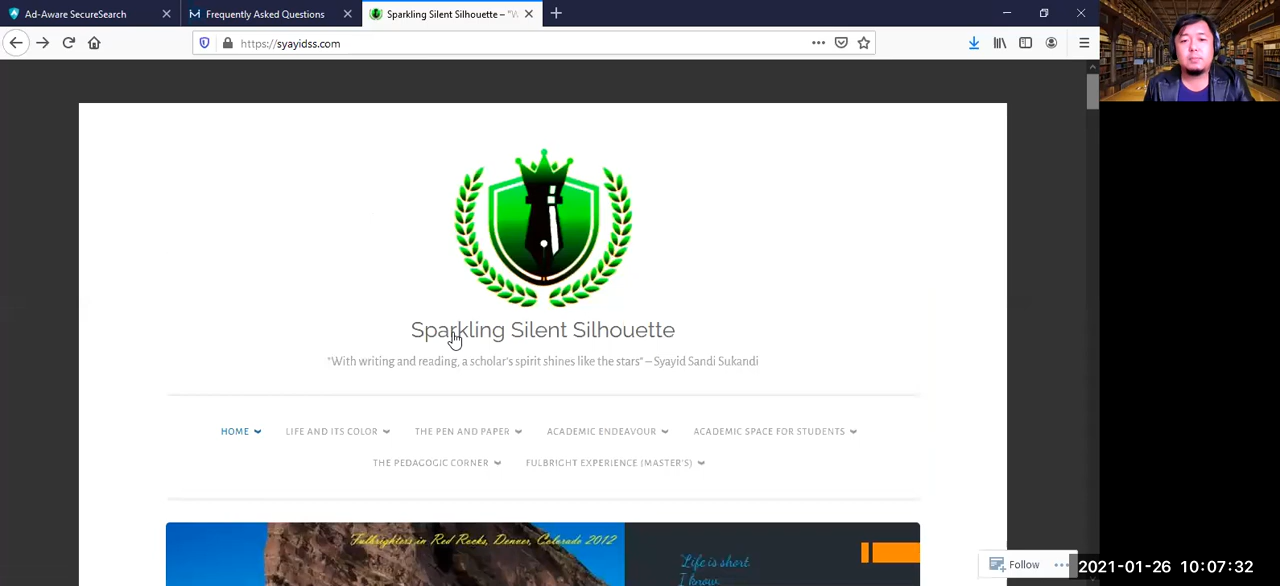 Ad-Aware SecureSearch
Frequently Asked Questions
Sparkling Silent Silhouette – "W
https://syayidss.com
Sparkling Silent Silhouette
"With writing and reading, a scholar's spirit shines like the stars" – Syayid Sandi Sukandi
HOME LIFE AND ITS COLOR THE PEN AND PAPER ACADEMIC ENDEAVOUR ACADEMIC SPACE FOR STUDENTS
THE PEDAGOGIC CORNER FULBRIGHT EXPERIENCE (MASTER'S)
Fulbrighters in Red Rocks, Denver, Colorado 2012
"Life is short.
I know.
Follow
2021-01-26 10:07:32